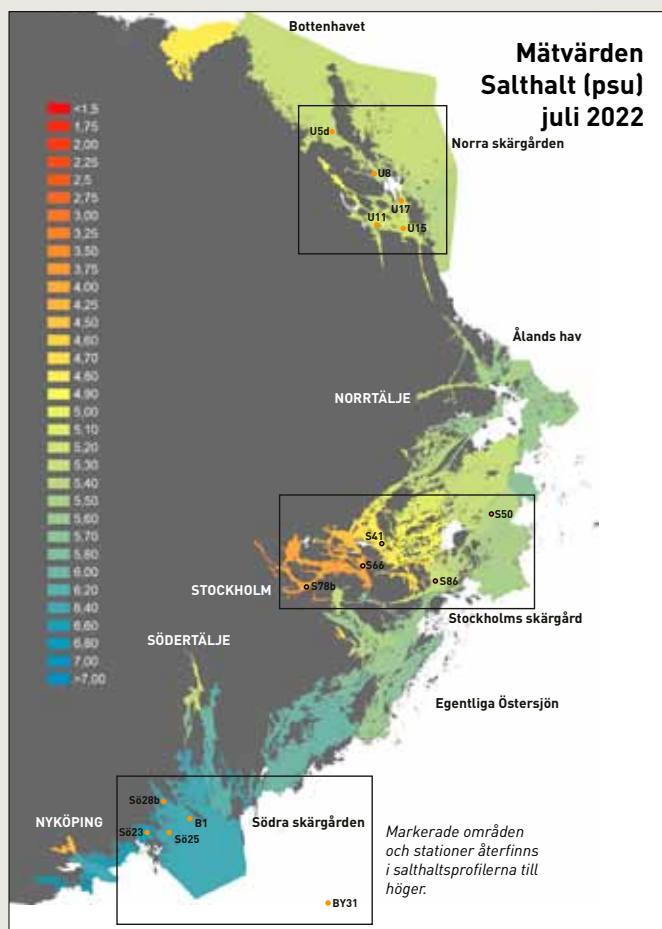 Bottenhavet
Mätvärden
Salthalt (psu)
juli 2022
<1,5
1,75
2,00
2,25
2,5
2,75
3,00
3,25
3,50
3,75
4,00
4,25
4,50
4,60
4,70
4,80
4,90
5,00
5,10
5,20
5,30
5,40
5,50
5,60
5,70
5,80
6,00
6,20
6,40
6,60
6,80
7,00
>7,00
U5d
Norra skärgården
U8
U17
U11
U15
Ålands hav
NORRTÄLJE
S50
S41
S66
S78b
S86
STOCKHOLM
Stockholms skärgård
SÖDERTÄLJE
Egentliga Östersjön
Sö28b
B1
NYKÖPING
Sö23
Sö25
Södra skärgården
BY31
Markerade områden
och stationer återfinns
i salthaltsprofilerna till
höger.